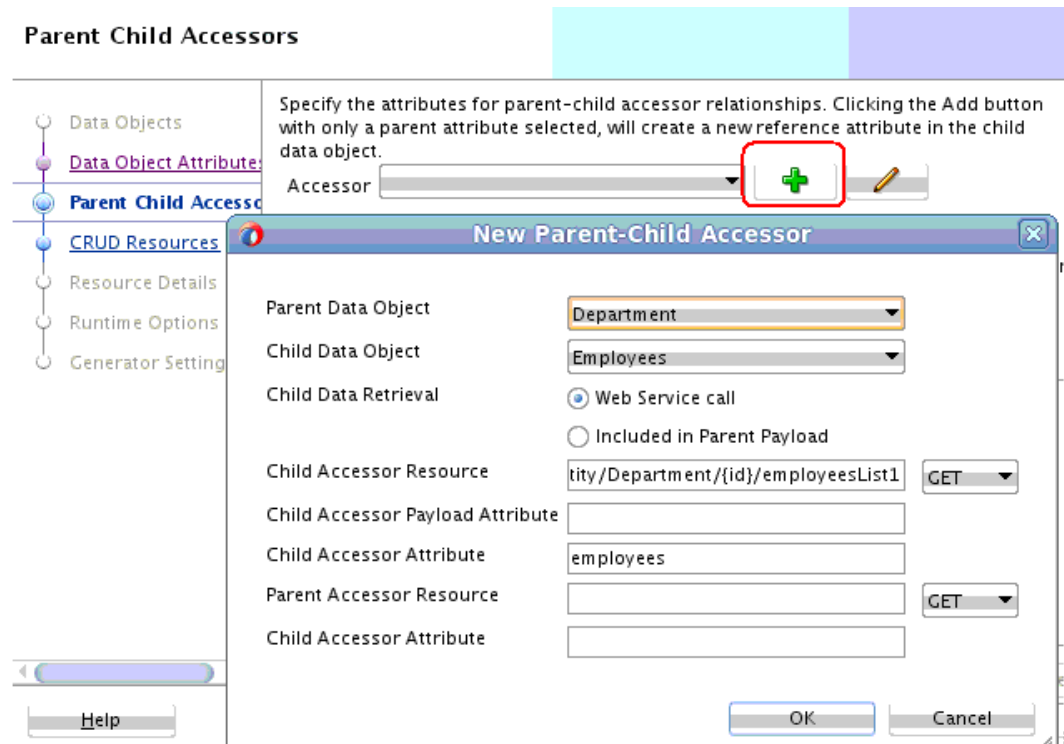 Parent Child Accessors
Specify the attributes for parent-child accessor relationships. Clicking the Add button
with only a parent attribute selected, will create a new reference attribute in the child
data object.
Accessor
Data Objects
Data Object Attributes
Parent Child Accesso
CRUD Resources
Resource Details
Runtime Options
Generator Setting
New Parent-Child Accessor
Parent Data Object Department
Child Data Object Employees
Child Data Retrieval Web Service call
Included in Parent Payload
Child Accessor Resource tity/Department/{id}/employeesList1 GET
Child Accessor Payload Attribute
Child Accessor Attribute employees
Parent Accessor Resource GET
Child Accessor Attribute
Help
OK Cancel